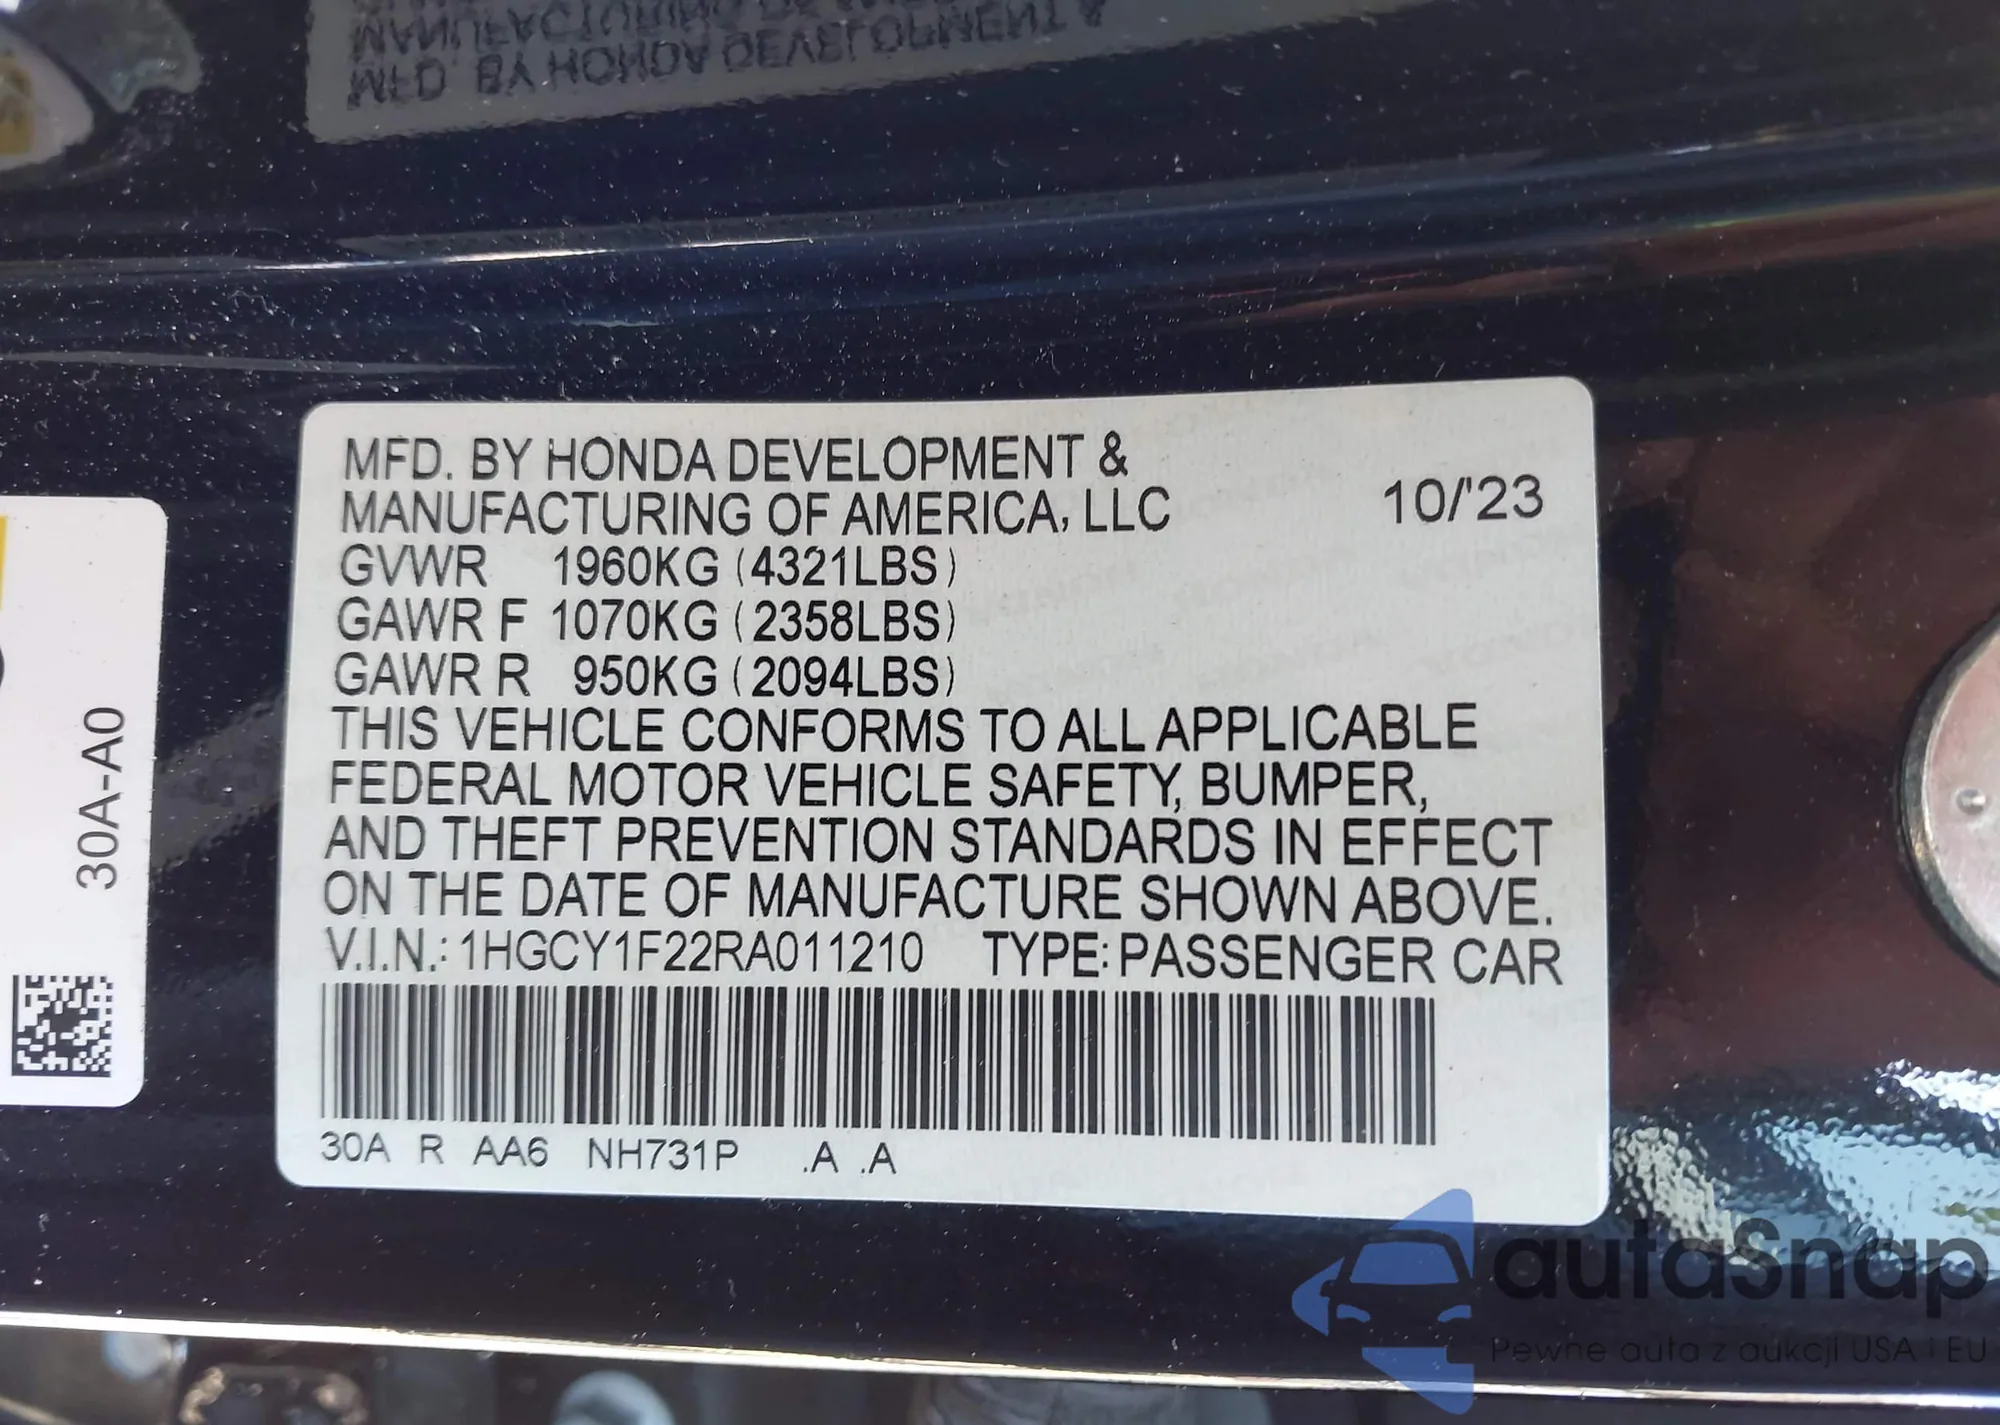 MFD. BY HONDA DEVELOPMENT &
MANUFACTURING OF AMERICA, LLC
10/'23
GVWR 1960KG (4321LBS)
GAWR F 1070KG (2358LBS)
GAWR R 950KG (2094LBS)
THIS VEHICLE CONFORMS TO ALL APPLICABLE
FEDERAL MOTOR VEHICLE SAFETY, BUMPER,
AND THEFT PREVENTION STANDARDS IN EFFECT
ON THE DATE OF MANUFACTURE SHOWN ABOVE.
V.I.N.: 1HGCY1F22RA011210 TYPE: PASSENGER CAR
30A R AA6 NH731P .A .A
30A-A0
autaSnap
Pewne auta z aukcji USA i EU